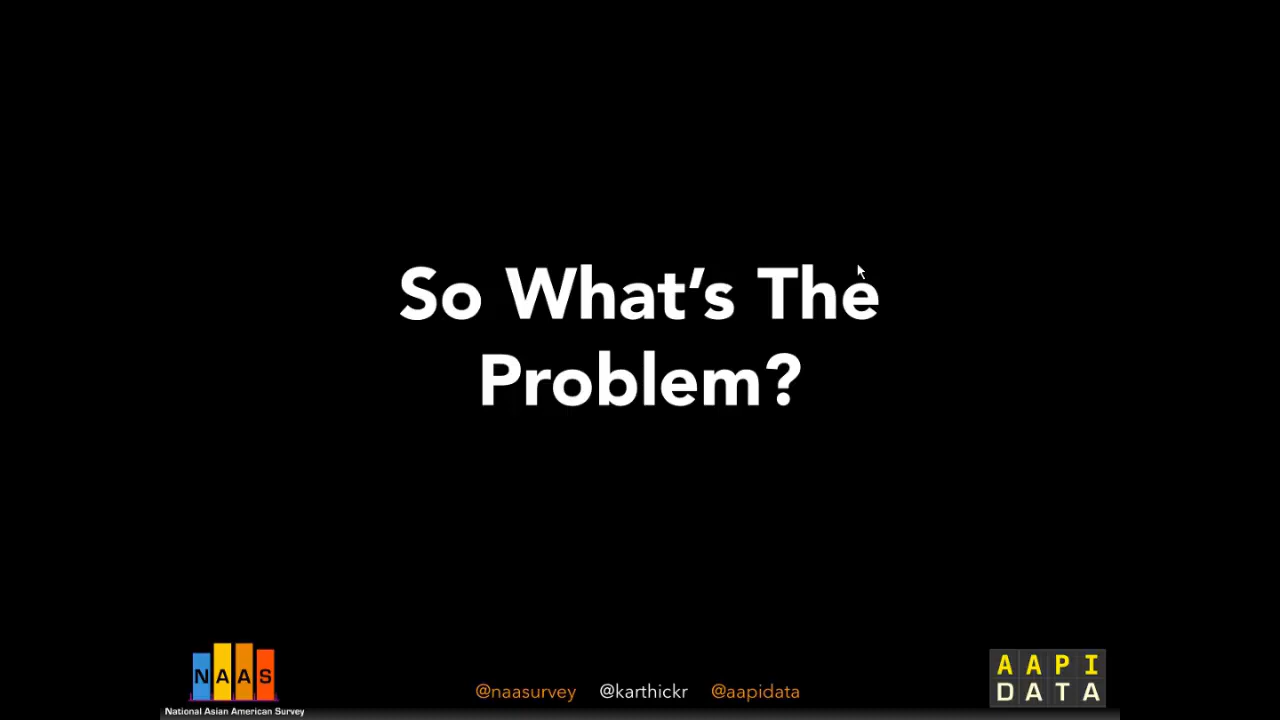 So What's The
Problem?
NAAS
National Asian American Survey
@naasurvey @karthickr @aapidata
AAPI
DATA